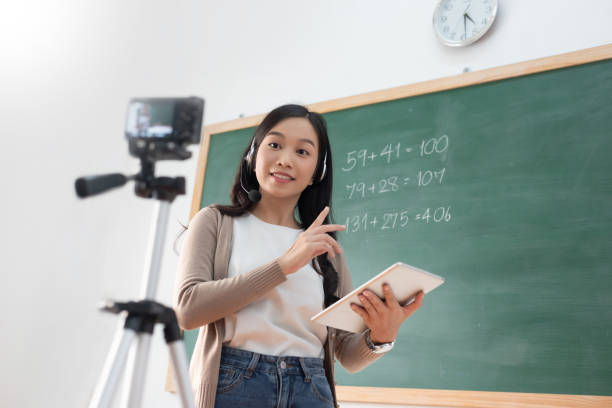 59 + 41 = 100
79 + 28 = 107
131 + 275 = 406